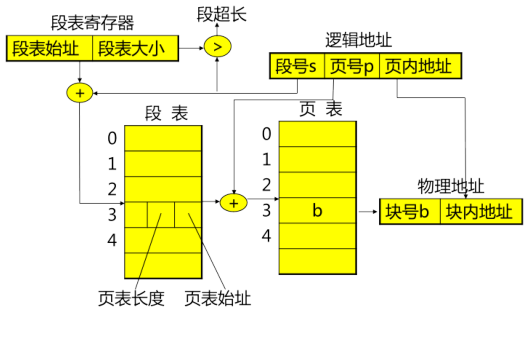 段超长
段表寄存器
段表始址 段表大小
>
逻辑地址
段号s 页号p 页内地址
+
段 表
页 表
0
1
2
3
4
+
0
1
2
3
4
b
物理地址
块号b 块内地址
页表长度 页表始址